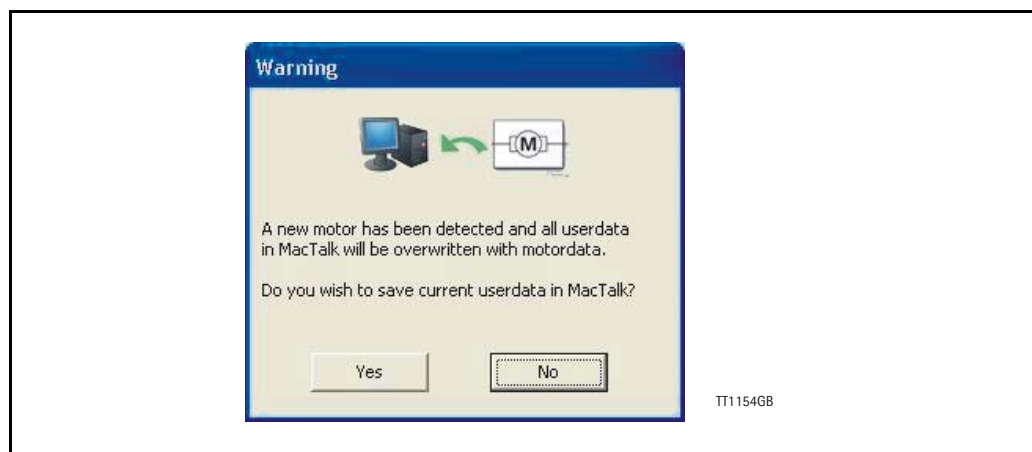 Warning
M
A new motor has been detected and all userdata
in MacTalk will be overwritten with motordata.
Do you wish to save current userdata in MacTalk?
Yes
No
TT1154GB